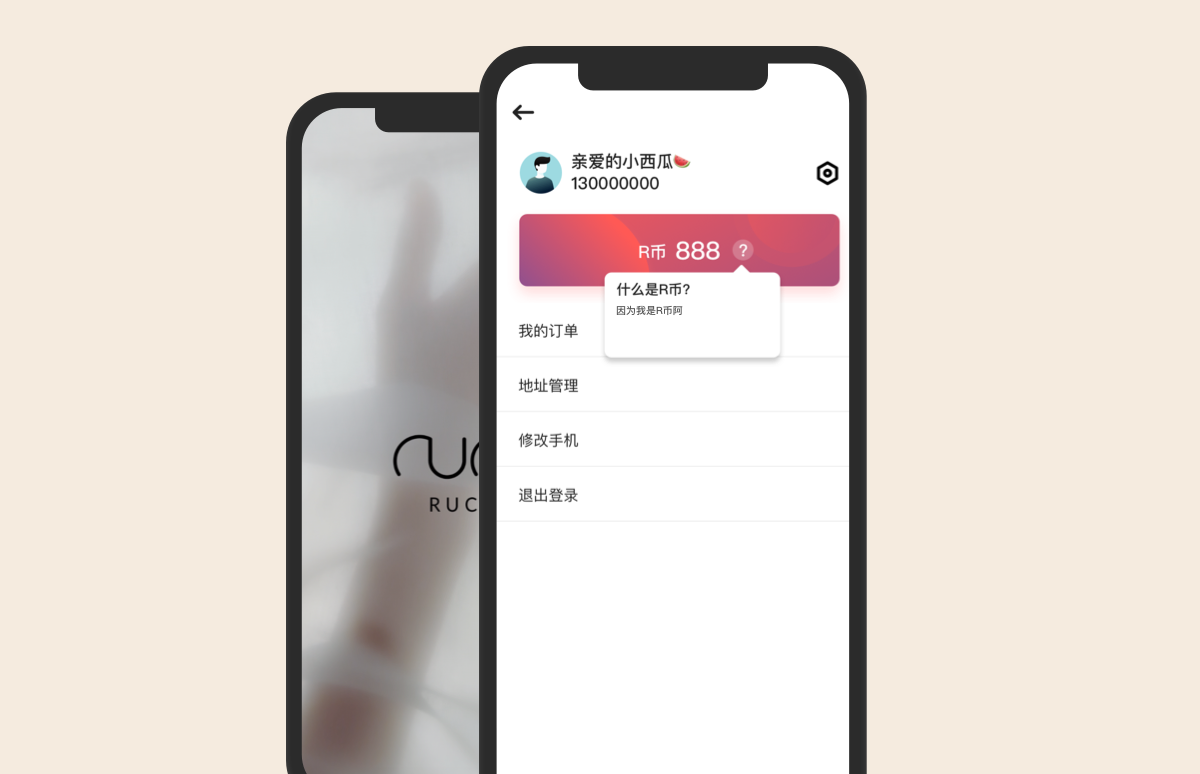 亲爱的小西瓜🍉
130000000
R币 888 ?
什么是R币?
因为我是R币阿
我的订单
地址管理
修改手机
退出登录
RUC